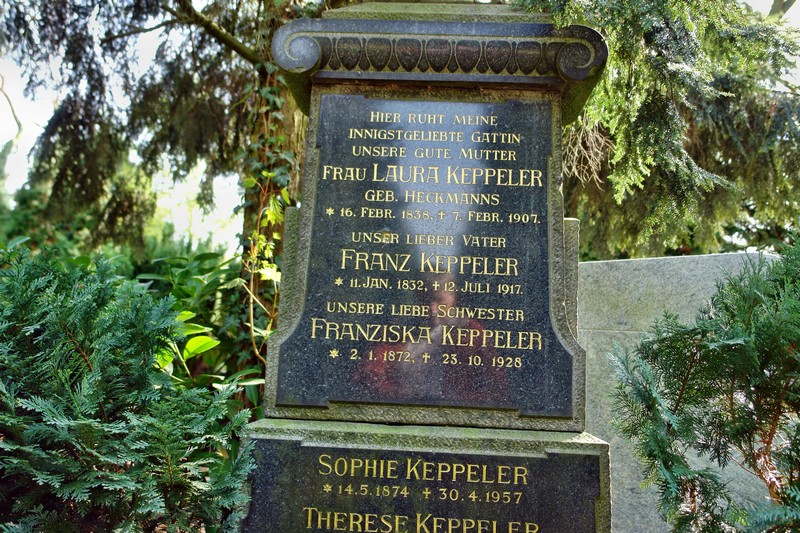 HIER RUHT MEINE
INNIGSTGELIEBTE GATTIN
UNSERE GUTE MUTTER
FRAU LAURA KEPPELER
GEB. HECKMANNS
* 16. FEBR. 1838, † 7. FEBR. 1907.
UNSER LIEBER VATER
FRANZ KEPPELER
* 11. JAN. 1832, † 12. JULI 1917.
UNSERE LIEBE SCHWESTER
FRANZISKA KEPPELER
* 2. 1. 1872, † 23. 10. 1928
SOPHIE KEPPELER
* 14.5.1874 † 30.4.1957
THERESE KEPPELER